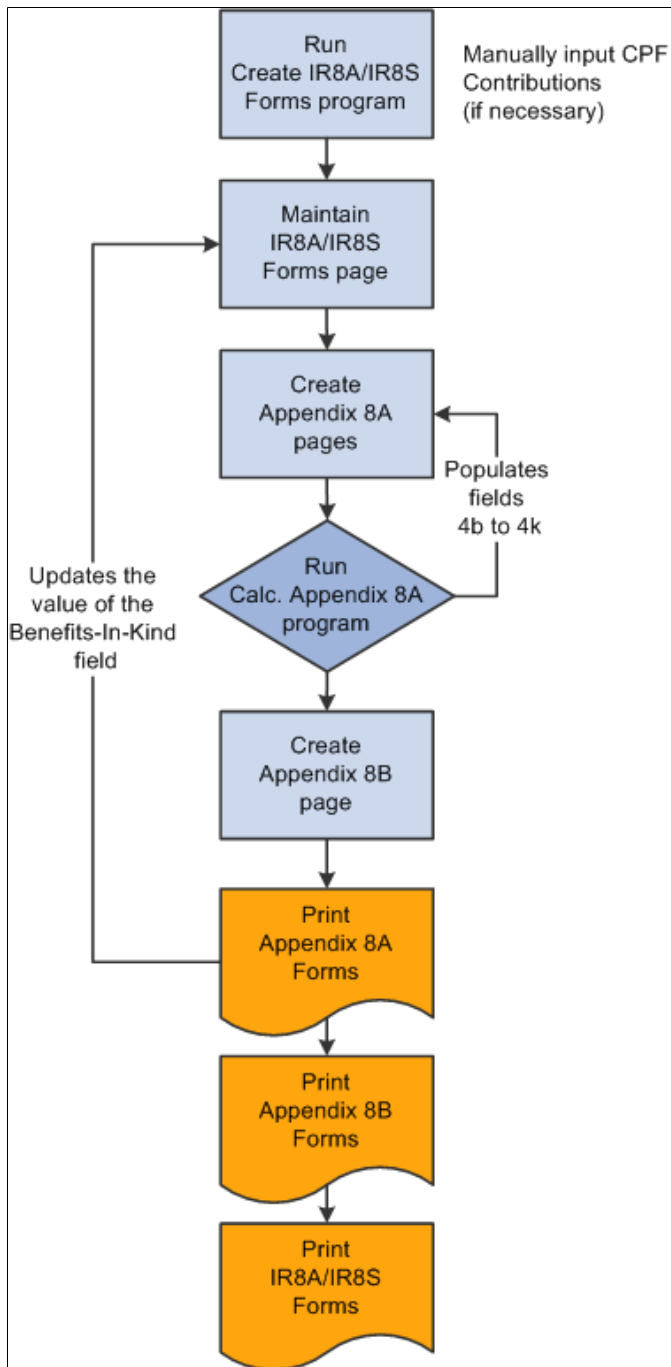 Run
Create IR8A/IR8S
Forms program
Manually input CPF
Contributions
(if necessary)
Maintain
IR8A/IR8S
Forms page
Create
Appendix 8A
pages
Populates
fields
4b to 4k
Run
Calc. Appendix 8A
program
Updates the
value of the
Benefits-In-Kind
field
Create
Appendix 8B
page
Print
Appendix 8A
Forms
Print
Appendix 8B
Forms
Print
IR8A/IR8S
Forms